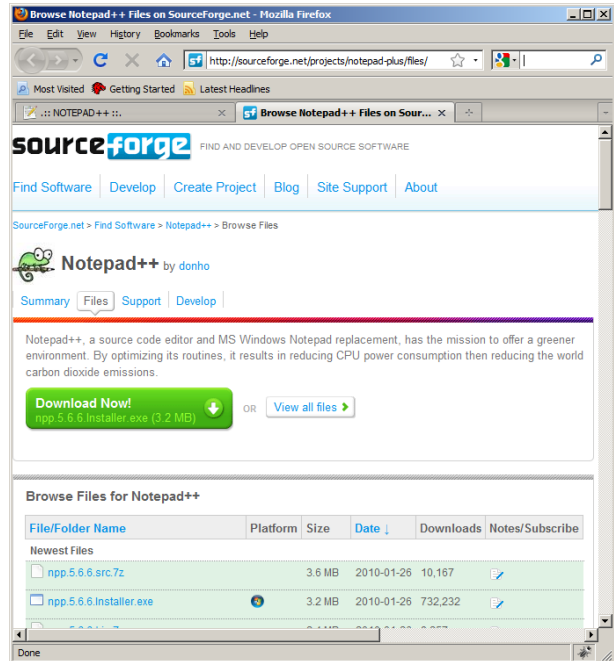 Browse Notepad++ Files on SourceForge.net - Mozilla Firefox
File Edit View History Bookmarks Tools Help
http://sourceforge.net/projects/notepad-plus/files/
Most Visited Getting Started Latest Headlines
.:: NOTEPAD++ ::. Browse Notepad++ Files on Sour...
sourceforge FIND AND DEVELOP OPEN SOURCE SOFTWARE
Find Software Develop Create Project Blog Site Support About
SourceForge.net > Find Software > Notepad++ > Browse Files
Notepad++ by donho
Summary Files Support Develop
Notepad++, a source code editor and MS Windows Notepad replacement, has the mission to offer a greener
environment. By optimizing its routines, it results in reducing CPU power consumption then reducing the world
carbon dioxide emissions.
Download Now!
npp.5.6.6.Installer.exe (3.2 MB)
OR View all files
Browse Files for Notepad++
File/Folder Name Platform Size Date ↓ Downloads Notes/Subscribe
Newest Files
npp.5.6.6.src.7z 3.6 MB 2010-01-26 10,167
npp.5.6.6.Installer.exe 3.2 MB 2010-01-26 732,232
Done